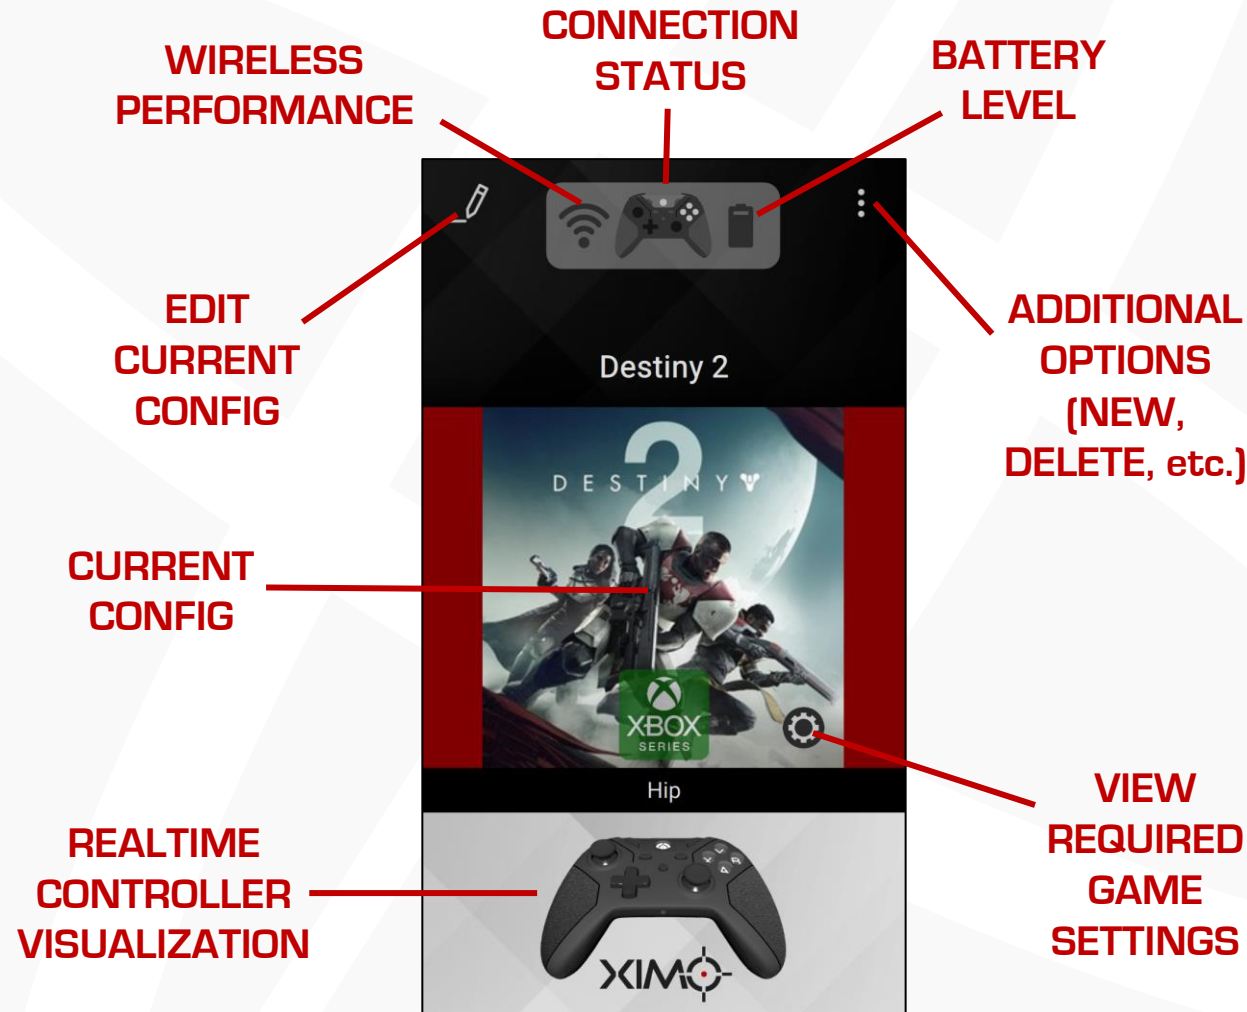 CONNECTION
STATUS
WIRELESS
PERFORMANCE
BATTERY
LEVEL
EDIT
CURRENT
CONFIG
ADDITIONAL
OPTIONS
(NEW,
DELETE, etc.)
Destiny 2
2
DESTINY
CURRENT
CONFIG
XBOX
SERIES
Hip
VIEW
REQUIRED
GAME
SETTINGS
REALTIME
CONTROLLER
VISUALIZATION
XIM